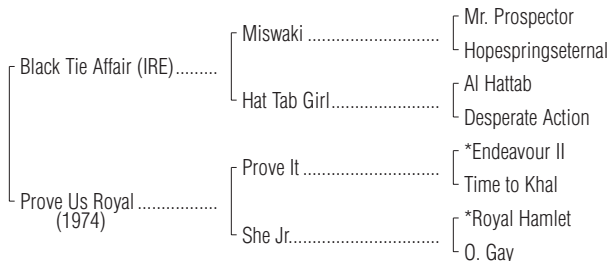 Mr. Prospector
Miswaki ........................
Hopespringseternal
Black Tie Affair (IRE).........
Al Hattab
Hat Tab Girl........................
Desperate Action
*Endeavour II
Prove It ..............................
Time to Khal
Prove Us Royal .................
(1974)
*Royal Hamlet
She Jr.................................
O. Gay